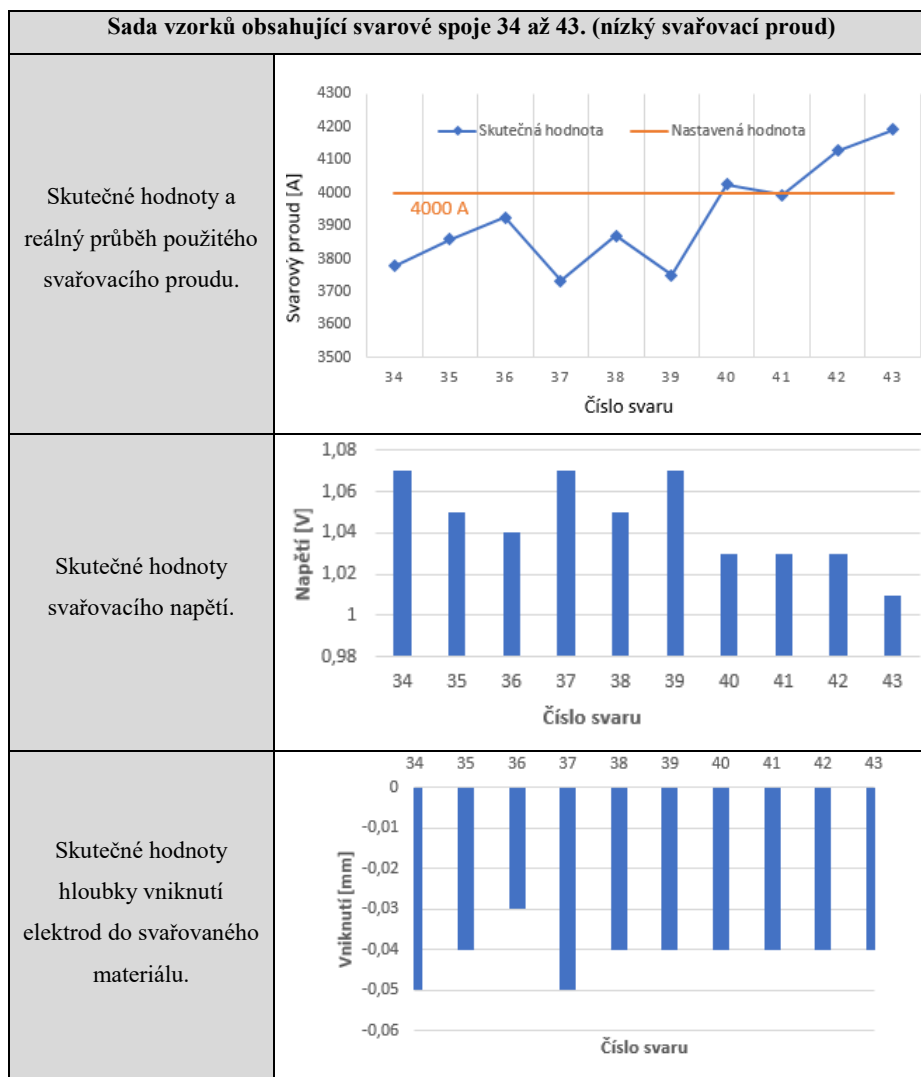 Sada vzorků obsahující svarové spoje 34 až 43. (nízký svařovací proud)
Skutečné hodnoty a
reálný průběh použitého
svařovacího proudu.
4300
4200
4100
4000
3900
3800
3700
3600
3500
Svarový proud [A]
Skutečná hodnota
Nastavená hodnota
4000 A
34 35 36 37 38 39 40 41 42 43
Číslo svaru
Skutečné hodnoty
svařovacího napětí.
1,08
1,06
1,04
1,02
1
0,98
Napětí [V]
34 35 36 37 38 39 40 41 42 43
Číslo svaru
Skutečné hodnoty
hloubky vniknutí
elektrod do svařovaného
materiálu.
34 35 36 37 38 39 40 41 42 43
0
-0,01
-0,02
-0,03
-0,04
-0,05
-0,06
Vniknutí [mm]
Číslo svaru